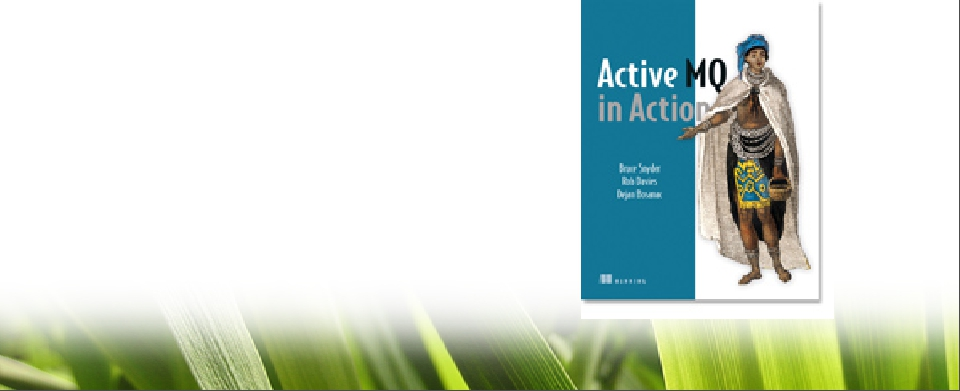 Active MQ
in Action
Bruce Snyder
Rob Davies
Dejan Bosanac
MANNING